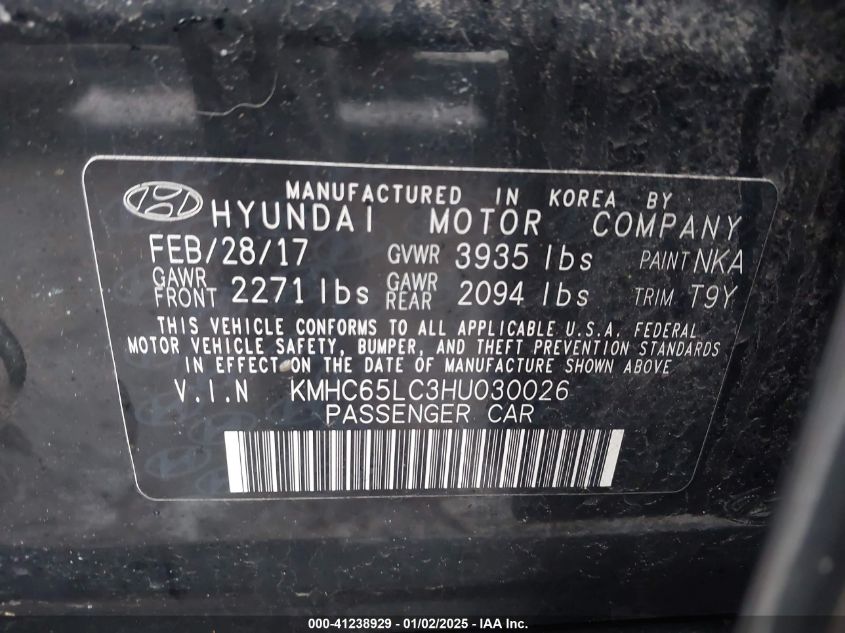 MANUFACTURED IN KOREA BY
HYUNDAI MOTOR COMPANY
FEB/28/17 GVWR 3935 lbs PAINT NKA
GAWR FRONT 2271 lbs GAWR REAR 2094 lbs TRIM T9Y
THIS VEHICLE CONFORMS TO ALL APPLICABLE U.S.A. FEDERAL
MOTOR VEHICLE SAFETY, BUMPER, AND THEFT PREVENTION STANDARDS
IN EFFECT ON THE DATE OF MANUFACTURE SHOWN ABOVE
V.I.N KMHC65LC3HU030026
PASSENGER CAR
000-41238929 - 01/02/2025 - IAA Inc.